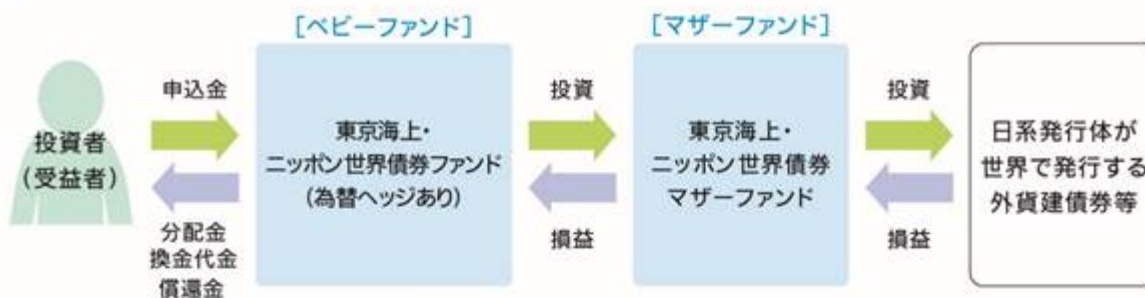 [ベビーファンド]
[マザーファンド]
投資者
(受益者)
申込金
分配金
換金代金
償還金
東京海上・
ニッポン世界債券ファンド
(為替ヘッジあり)
投資
損益
東京海上・
ニッポン世界債券
マザーファンド
投資
損益
日系発行体が
世界で発行する
外貨建債券等